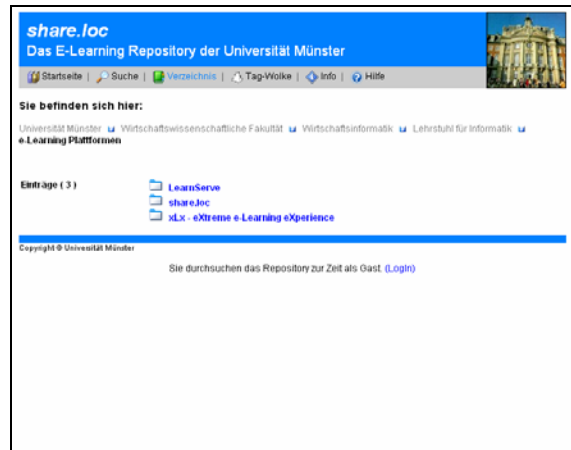 share.loc
Das E-Learning Repository der Universität Münster
Startseite | Suche | Verzeichnis | Tag-Wolke | Info | Hilfe
Sie befinden sich hier:
Universität Münster Wirtschaftswissenschaftliche Fakultät Wirtschaftsinformatik Lehrstuhl für Informatik
e-Learning Plattformen
Einträge ( 3 ) LearnServe
share.loc
xLx - eXtreme e-Learning eXperience
Copyright © Universität Münster
Sie durchsuchen das Repository zur Zeit als Gast. (LogIn)